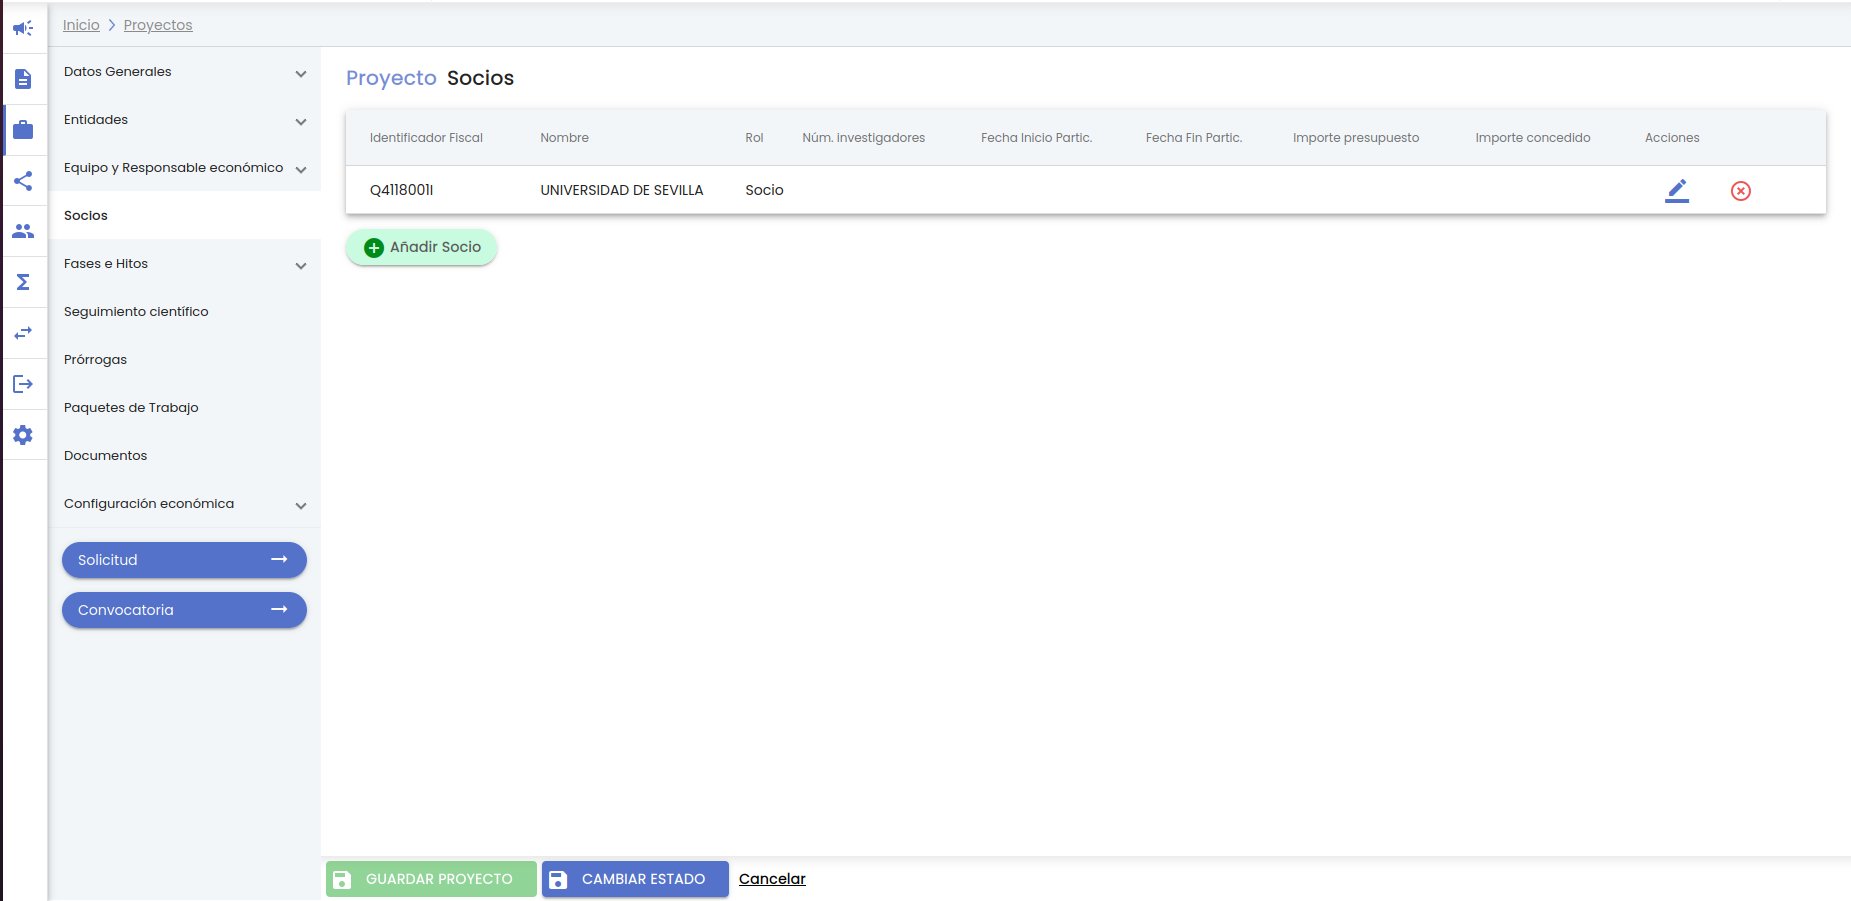 Inicio > Proyectos
Datos Generales
Entidades
Equipo y Responsable económico
Socios
Fases e Hitos
Seguimiento científico
Prórrogas
Paquetes de Trabajo
Documentos
Configuración económica
Solicitud
Convocatoria
Proyecto Socios
Identificador Fiscal Nombre Rol Núm. investigadores Fecha Inicio Partic. Fecha Fin Partic. Importe presupuesto Importe concedido Acciones
Q4118001I UNIVERSIDAD DE SEVILLA Socio
Añadir Socio
GUARDAR PROYECTO CAMBIAR ESTADO Cancelar